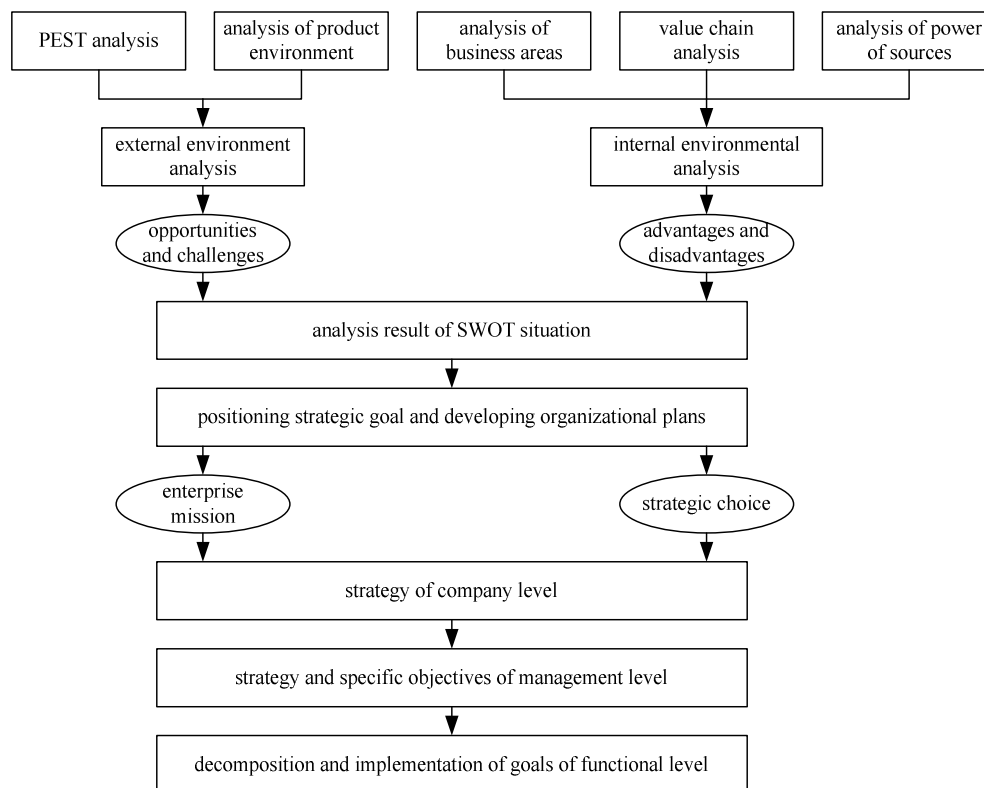 PEST analysis
analysis of product
environment
analysis of
business areas
value chain
analysis
analysis of power
of sources
external environment
analysis
internal environmental
analysis
opportunities
and challenges
advantages and
disadvantages
analysis result of SWOT situation
positioning strategic goal and developing organizational plans
enterprise
mission
strategic choice
strategy of company level
strategy and specific objectives of management level
decomposition and implementation of goals of functional level